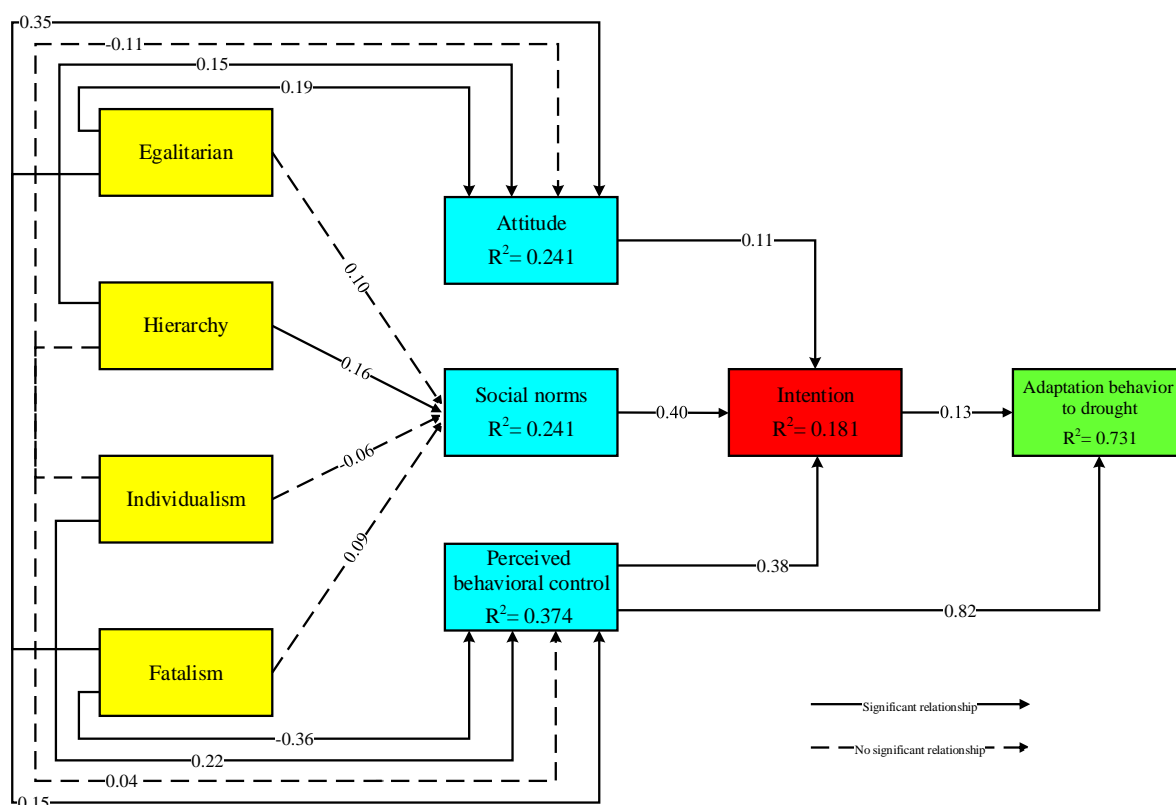 0.35
-0.11
0.15
0.19
Egalitarian
Attitude
R²= 0.241
0.11
0.10
Hierarchy
0.16
Social norms
R²= 0.241
0.40
Intention
R²= 0.181
0.13
Adaptation behavior
to drought
R²= 0.731
-0.06
Individualism
0.09
Perceived
behavioral control
R²= 0.374
0.38
0.82
Fatalism
Significant relationship
-0.36
No significant relationship
0.22
0.04
0.15